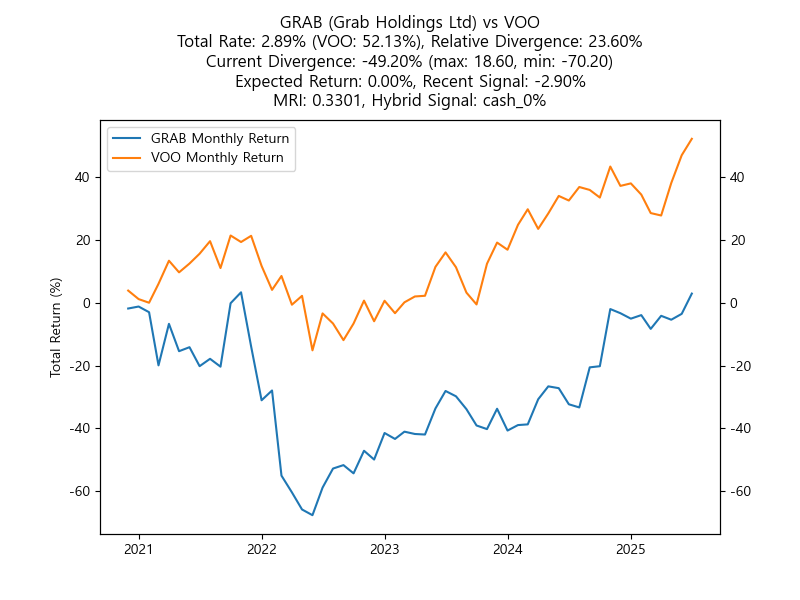 GRAB (Grab Holdings Ltd) vs VOO
Total Rate: 2.89% (VOO: 52.13%), Relative Divergence: 23.60%
Current Divergence: -49.20% (max: 18.60, min: -70.20)
Expected Return: 0.00%, Recent Signal: -2.90%
MRI: 0.3301, Hybrid Signal: cash_0%
GRAB Monthly Return
VOO Monthly Return
Total Return (%)
40
20
0
-20
-40
-60
40
20
0
-20
-40
-60
2021
2022
2023
2024
2025